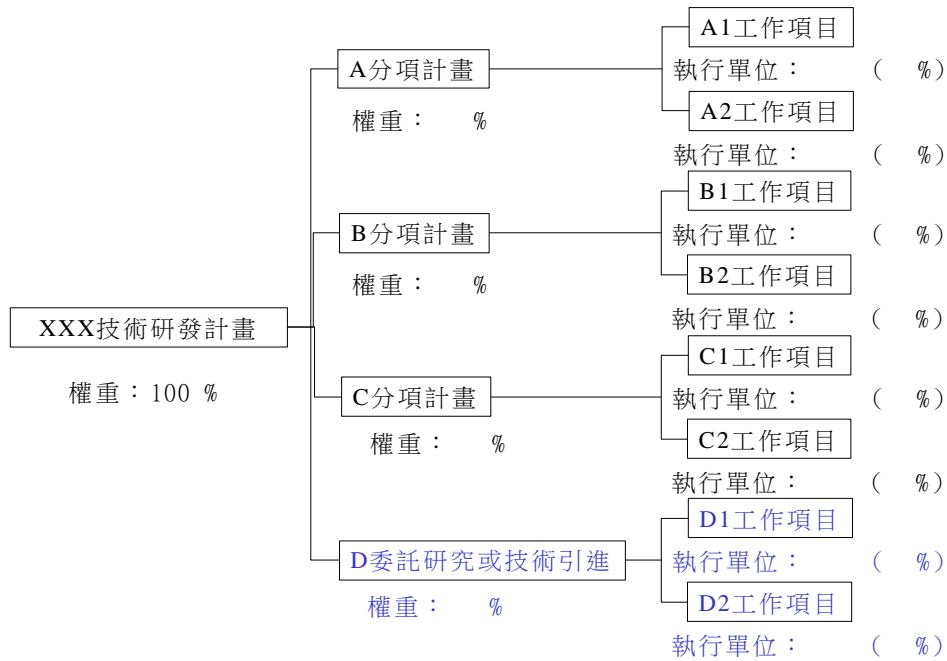 A1工作項目
A分項計畫
執行單位：　　（　%）
權重：　%
A2工作項目
執行單位：　　（　%）
B1工作項目
B分項計畫
執行單位：　　（　%）
權重：　%
B2工作項目
執行單位：　　（　%）
XXX技術研發計畫
權重：100 %
C1工作項目
C分項計畫
執行單位：　　（　%）
權重：　%
C2工作項目
執行單位：　　（　%）
D1工作項目
D委託研究或技術引進
執行單位：　　（　%）
權重：　%
D2工作項目
執行單位：　　（　%）